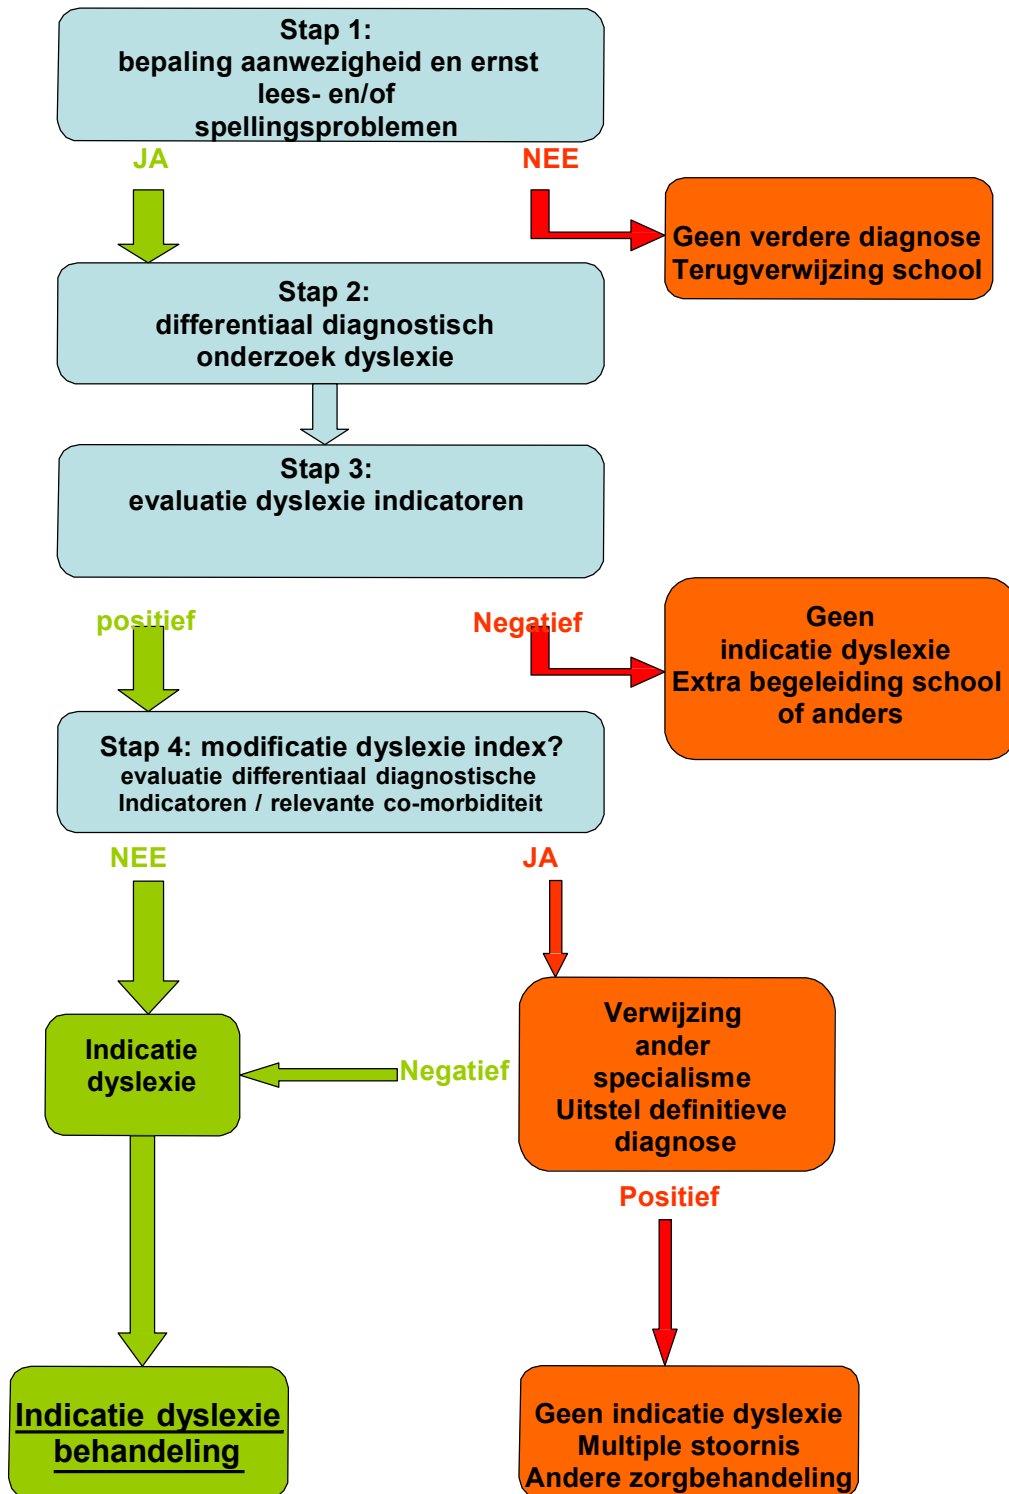 Stap 1:
bepaling aanwezigheid en ernst
lees- en/of
spellingsproblemen
JA
NEE
Geen verdere diagnose
Terugverwijzing school
Stap 2:
differentiaal diagnostisch
onderzoek dyslexie
Stap 3:
evaluatie dyslexie indicatoren
positief
Negatief
Geen
indicatie dyslexie
Extra begeleiding school
of anders
Stap 4: modificatie dyslexie index?
evaluatie differentiaal diagnostische
Indicatoren / relevante co-morbiditeit
NEE
JA
Verwijzing
ander
specialisme
Uitstel definitieve
diagnose
Indicatie
dyslexie
Negatief
Positief
Indicatie dyslexie
behandeling
Geen indicatie dyslexie
Multiple stoornis
Andere zorgbehandeling